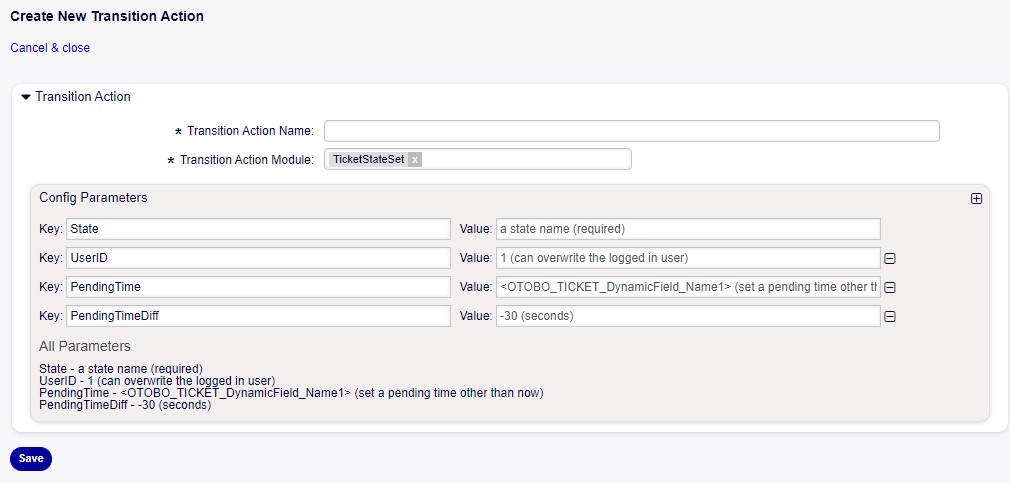 Create New Transition Action
Cancel & close
Transition Action
* Transition Action Name:
* Transition Action Module: TicketStateSet x
Config Parameters
Key: State Value: a state name (required)
Key: UserID Value: 1 (can overwrite the logged in user)
Key: PendingTime Value: <OTOBO_TICKET_DynamicField_Name1> (set a pending time other th
Key: PendingTimeDiff Value: -30 (seconds)
All Parameters
State - a state name (required)
UserID - 1 (can overwrite the logged in user)
PendingTime - <OTOBO_TICKET_DynamicField_Name1> (set a pending time other than now)
PendingTimeDiff - -30 (seconds)
Save